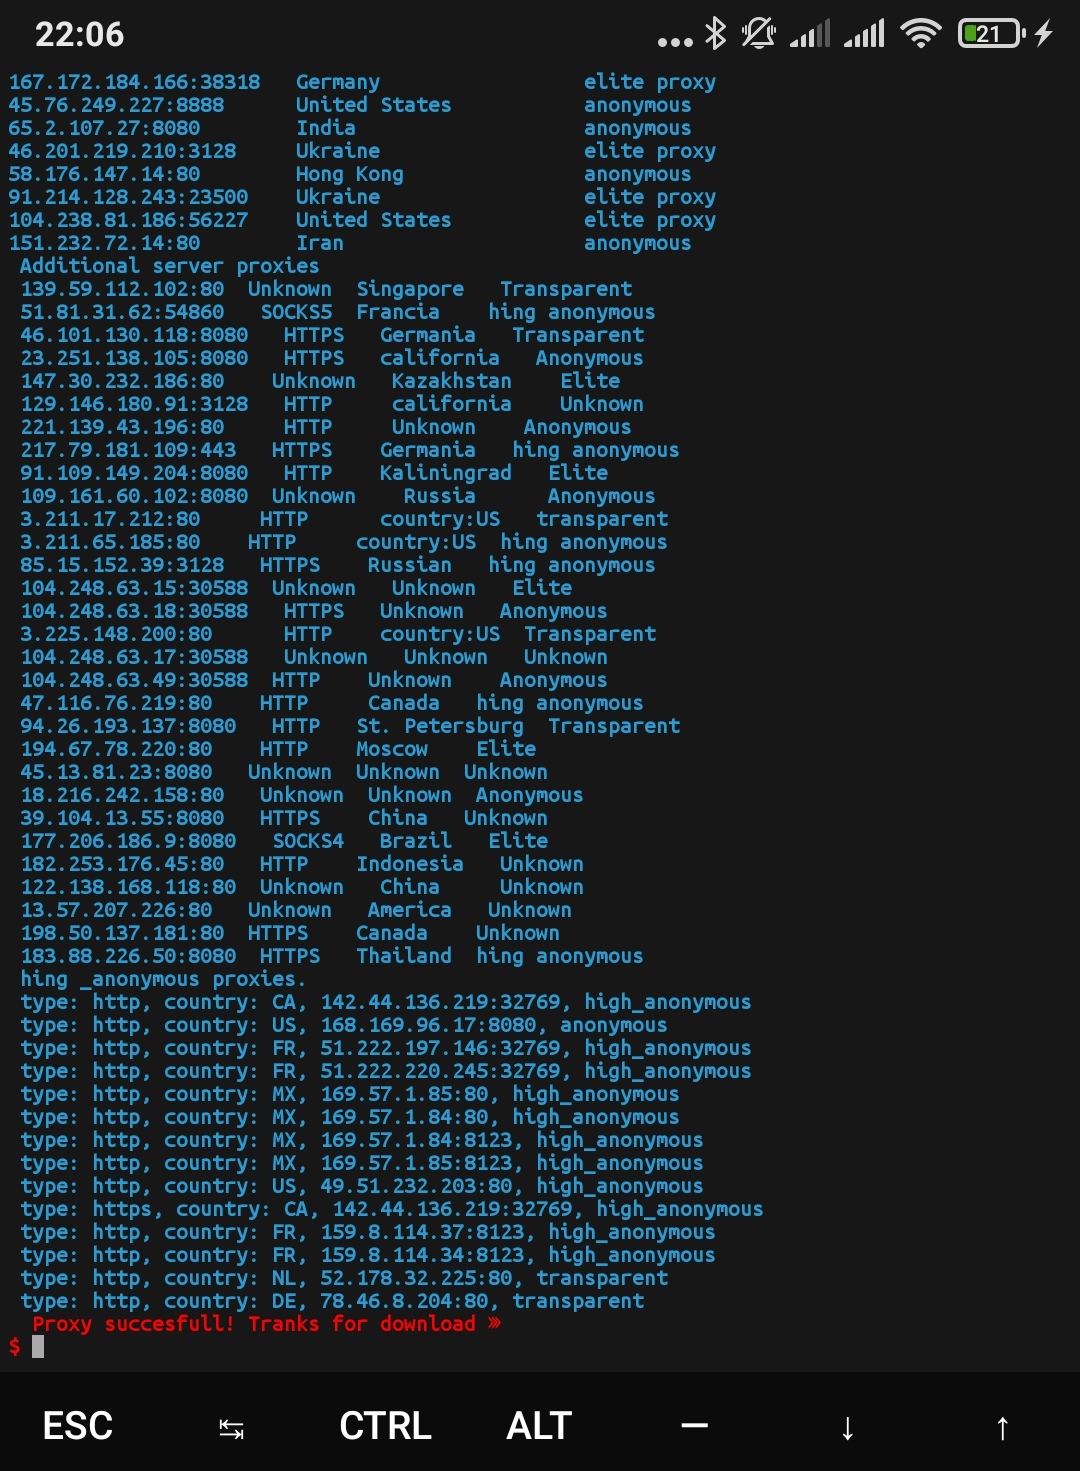 22:06
21
167.172.184.166:38318 Germany elite proxy
45.76.249.227:8888 United States anonymous
65.2.107.27:8080 India anonymous
46.201.219.210:3128 Ukraine elite proxy
58.176.147.14:80 Hong Kong anonymous
91.214.128.243:23500 Ukraine elite proxy
104.238.81.186:56227 United States elite proxy
151.232.72.14:80 Iran anonymous
Additional server proxies
139.59.112.102:80 Unknown Singapore Transparent
51.81.31.62:54860 SOCKS5 Francia hing anonymous
46.101.130.118:8080 HTTPS Germania Transparent
23.251.138.105:8080 HTTPS california Anonymous
147.30.232.186:80 Unknown Kazakhstan Elite
129.146.180.91:3128 HTTP california Unknown
221.139.43.196:80 HTTP Unknown Anonymous
217.79.181.109:443 HTTPS Germania hing anonymous
91.109.149.204:8080 HTTP Kaliningrad Elite
109.161.60.102:8080 Unknown Russia Anonymous
3.211.17.212:80 HTTP country:US transparent
3.211.65.185:80 HTTP country:US hing anonymous
85.15.152.39:3128 HTTPS Russian hing anonymous
104.248.63.15:30588 Unknown Unknown Elite
104.248.63.18:30588 HTTPS Unknown Anonymous
3.225.148.200:80 HTTP country:US Transparent
104.248.63.17:30588 Unknown Unknown Unknown
104.248.63.49:30588 HTTP Unknown Anonymous
47.116.76.219:80 HTTP Canada hing anonymous
94.26.193.137:8080 HTTP St. Petersburg Transparent
194.67.78.220:80 HTTP Moscow Elite
45.13.81.23:8080 Unknown Unknown Unknown
18.216.242.158:80 Unknown Unknown Anonymous
39.104.13.55:8080 HTTPS China Unknown
177.206.186.9:8080 SOCKS4 Brazil Elite
182.253.176.45:80 HTTP Indonesia Unknown
122.138.168.118:80 Unknown China Unknown
13.57.207.226:80 Unknown America Unknown
198.50.137.181:80 HTTPS Canada Unknown
183.88.226.50:8080 HTTPS Thailand hing anonymous
hing _anonymous proxies.
type: http, country: CA, 142.44.136.219:32769, high_anonymous
type: http, country: US, 168.169.96.17:8080, anonymous
type: http, country: FR, 51.222.197.146:32769, high_anonymous
type: http, country: FR, 51.222.220.245:32769, high_anonymous
type: http, country: MX, 169.57.1.85:80, high_anonymous
type: http, country: MX, 169.57.1.84:80, high_anonymous
type: http, country: MX, 169.57.1.84:8123, high_anonymous
type: http, country: MX, 169.57.1.85:8123, high_anonymous
type: http, country: US, 49.51.232.203:80, high_anonymous
type: https, country: CA, 142.44.136.219:32769, high_anonymous
type: http, country: FR, 159.8.114.37:8123, high_anonymous
type: http, country: FR, 159.8.114.34:8123, high_anonymous
type: http, country: NL, 52.178.32.225:80, transparent
type: http, country: DE, 78.46.8.204:80, transparent
Proxy succesfull! Tranks for download ⋙
$
ESC ↹ CTRL ALT — ↓ ↑